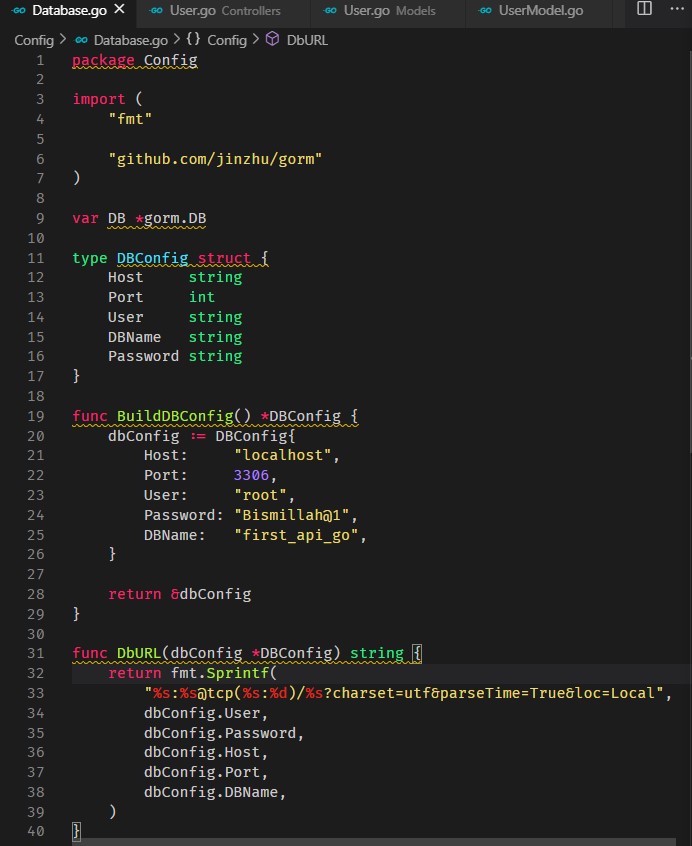 Database.go
User.go Controllers
User.go Models
UserModel.go
Config > Database.go > {} Config > DbURL
1 package Config
2
3 import (
4 "fmt"
5
6 "github.com/jinzhu/gorm"
7 )
8
9 var DB *gorm.DB
10
11 type DBConfig struct {
12 Host string
13 Port int
14 User string
15 DBName string
16 Password string
17 }
18
19 func BuildDBConfig() *DBConfig {
20 dbConfig := DBConfig{
21 Host: "localhost",
22 Port: 3306,
23 User: "root",
24 Password: "Bismillah@1",
25 DBName: "first_api_go",
26 }
27
28 return &dbConfig
29 }
30
31 func DbURL(dbConfig *DBConfig) string {
32 return fmt.Sprintf(
33 "%s:%s@tcp(%s:%d)/%s?charset=utf&parseTime=True&loc=Local",
34 dbConfig.User,
35 dbConfig.Password,
36 dbConfig.Host,
37 dbConfig.Port,
38 dbConfig.DBName,
39 )
40 }